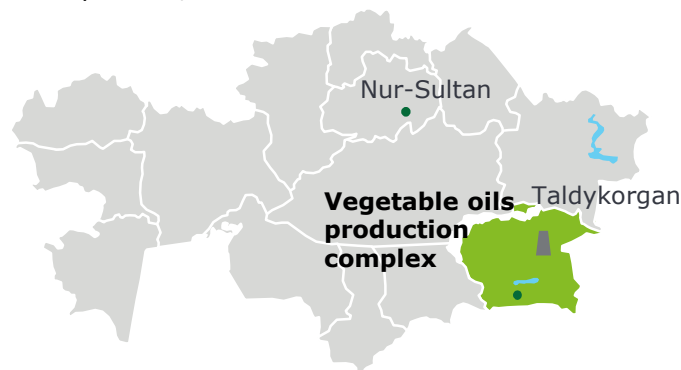 Nur-Sultan
Taldykorgan
Vegetable oils
production
complex